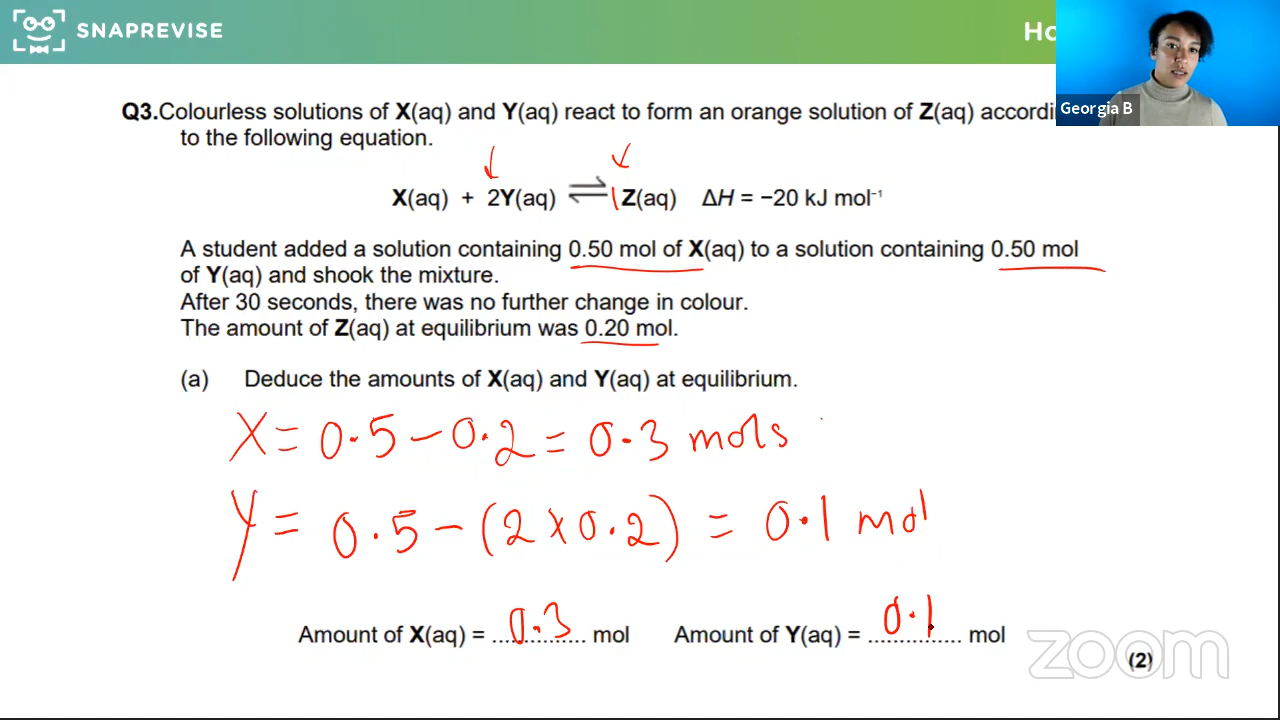 SNAPREVISE
Ho
Georgia B
Q3.Colourless solutions of X(aq) and Y(aq) react to form an orange solution of Z(aq) accordi
to the following equation.
X(aq) + 2Y(aq) ⇌ 1Z(aq) ΔH = −20 kJ mol⁻¹
A student added a solution containing 0.50 mol of X(aq) to a solution containing 0.50 mol
of Y(aq) and shook the mixture.
After 30 seconds, there was no further change in colour.
The amount of Z(aq) at equilibrium was 0.20 mol.
(a) Deduce the amounts of X(aq) and Y(aq) at equilibrium.
X = 0.5 − 0.2 = 0.3 mols
Y = 0.5 − (2 × 0.2) = 0.1 mol
Amount of X(aq) = 0.3 mol Amount of Y(aq) = 0.1 mol
zoom
(2)